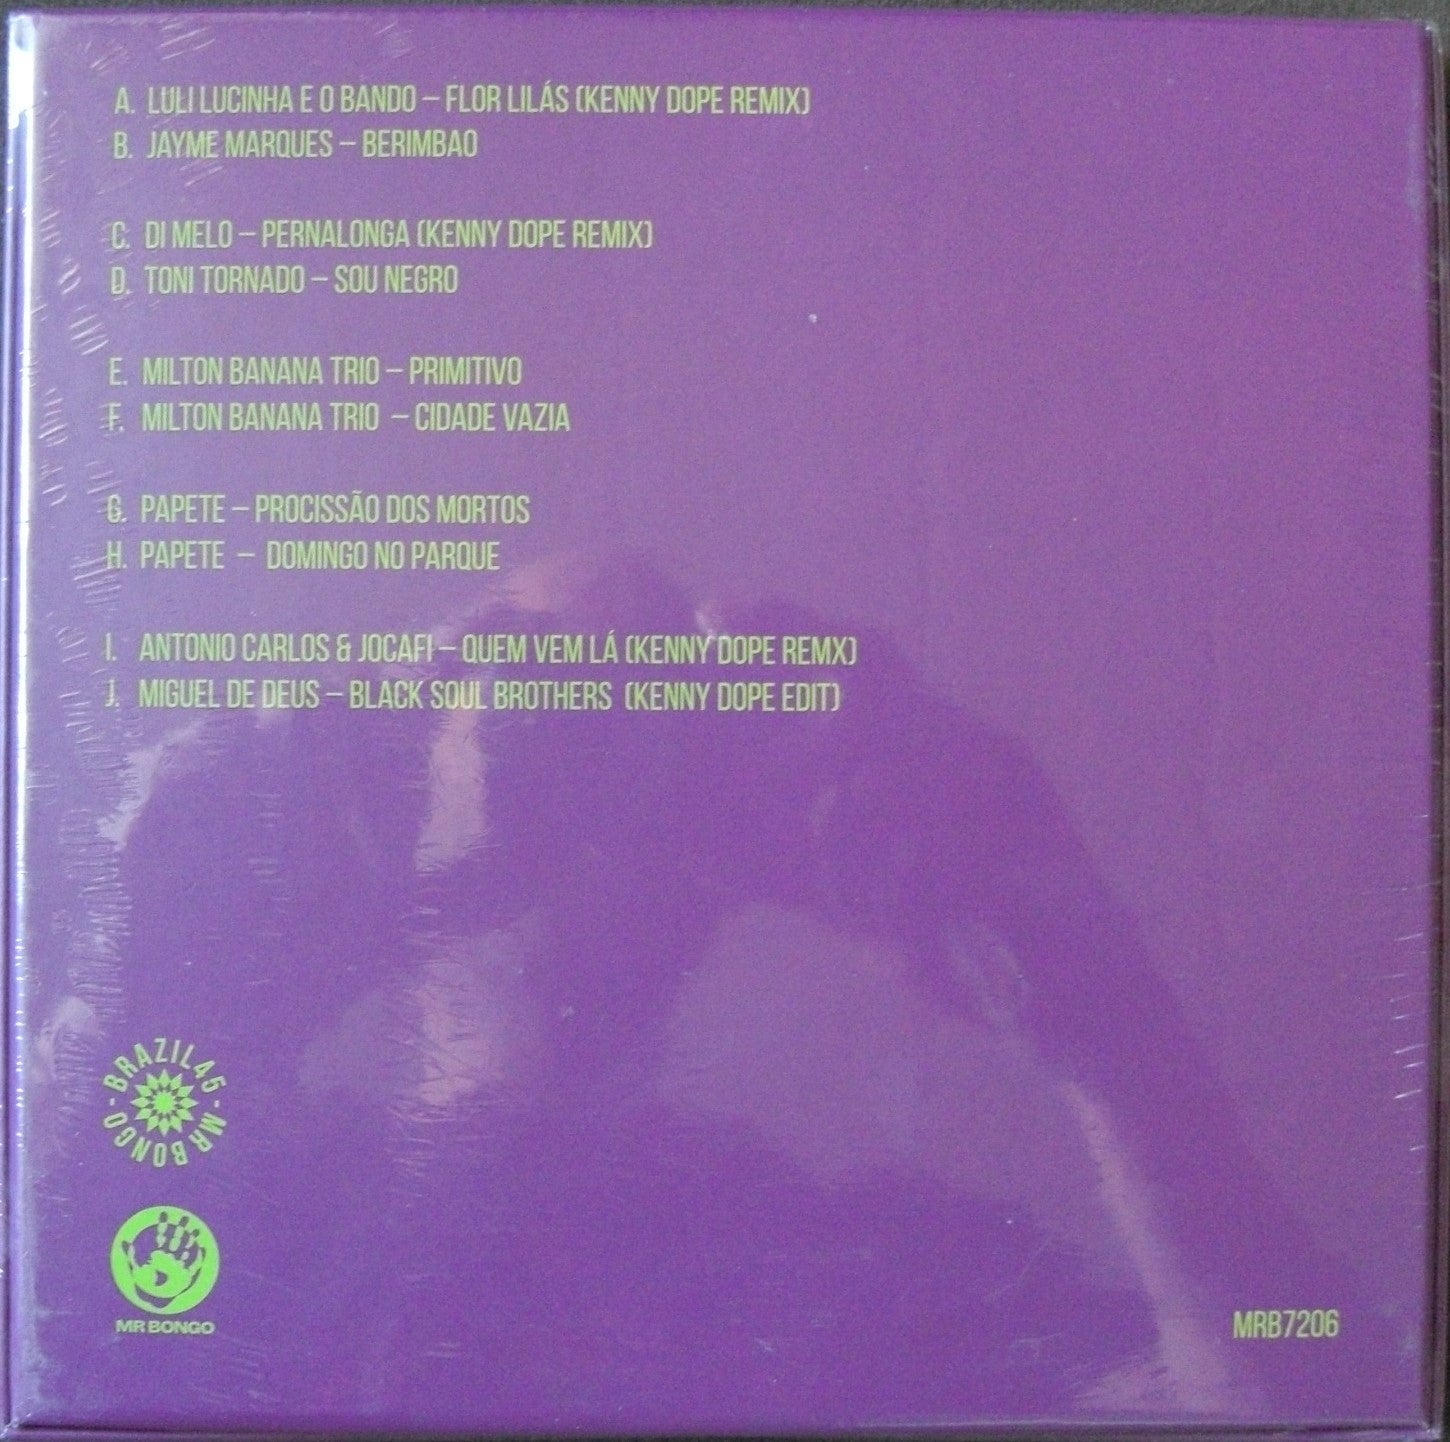 A. LULI LUCINHA E O BANDO – FLOR LILÁS (KENNY DOPE REMIX)
B. JAYME MARQUES – BERIMBAO
C. DI MELO – PERNALONGA (KENNY DOPE REMIX)
D. TONI TORNADO – SOU NEGRO
E. MILTON BANANA TRIO – PRIMITIVO
F. MILTON BANANA TRIO – CIDADE VAZIA
G. PAPETE – PROCISSÃO DOS MORTOS
H. PAPETE – DOMINGO NO PARQUE
I. ANTONIO CARLOS & JOCAFI – QUEM VEM LÁ (KENNY DOPE REMX)
J. MIGUEL DE DEUS – BLACK SOUL BROTHERS (KENNY DOPE EDIT)
BRAZIL45 - MR BONGO -
MR BONGO
MRB7206